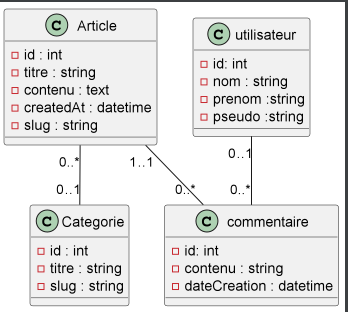 C Article
id : int
titre : string
contenu : text
createdAt : datetime
slug : string
C utilisateur
id: int
nom : string
prenom :string
pseudo :string
0..*
0..1
1..1
0..*
0..1
0..*
C Categorie
id : int
titre : string
slug : string
C commentaire
id: int
contenu : string
dateCreation : datetime